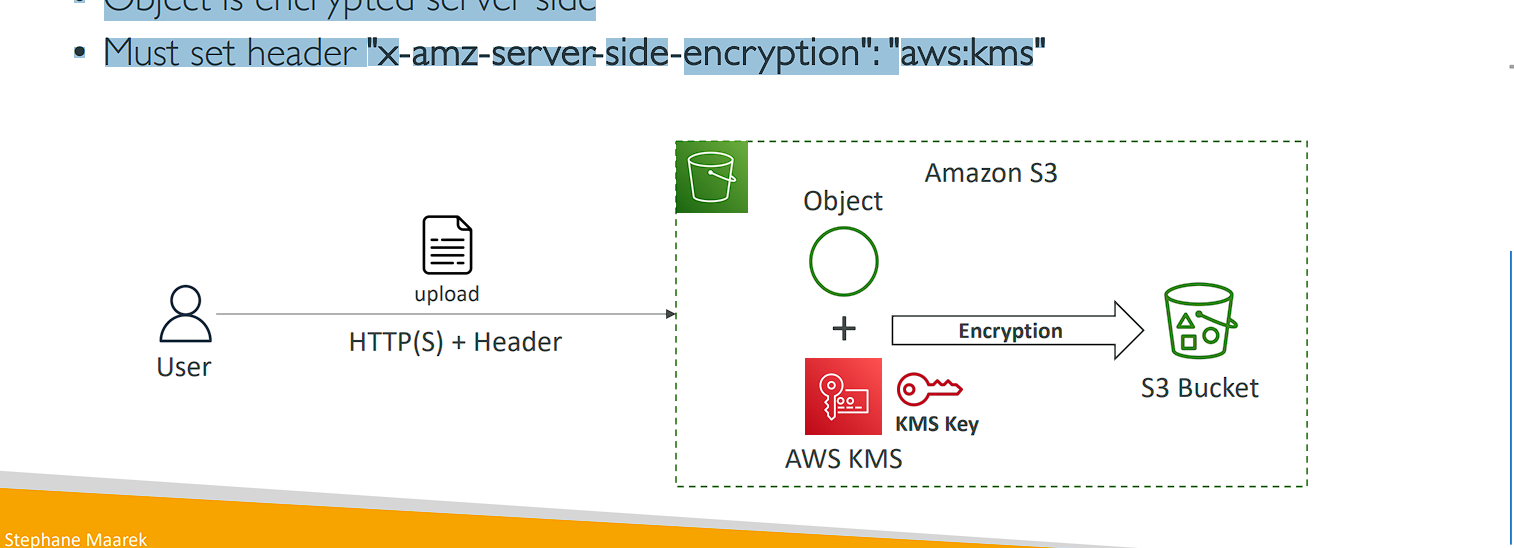 • Object is encrypted server side
• Must set header "x-amz-server-side-encryption": "aws:kms"
Amazon S3
Object
upload
HTTP(S) + Header
User
+
Encryption
S3 Bucket
KMS Key
AWS KMS
Stephane Maarek